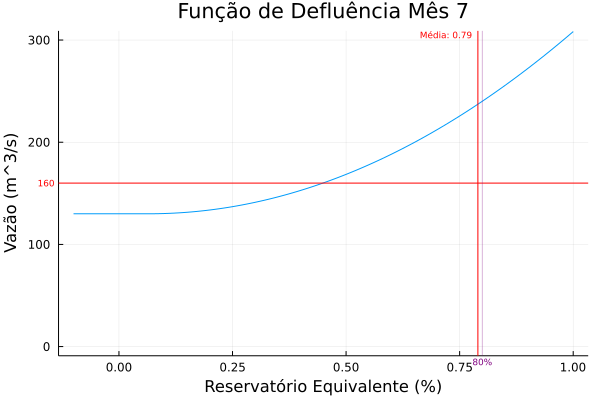 Função de Defluência Mês 7
Média: 0.79
300
200
160
100
0
Vazão (m^3/s)
0.00
0.25
0.50
0.75
80%
1.00
Reservatório Equivalente (%)